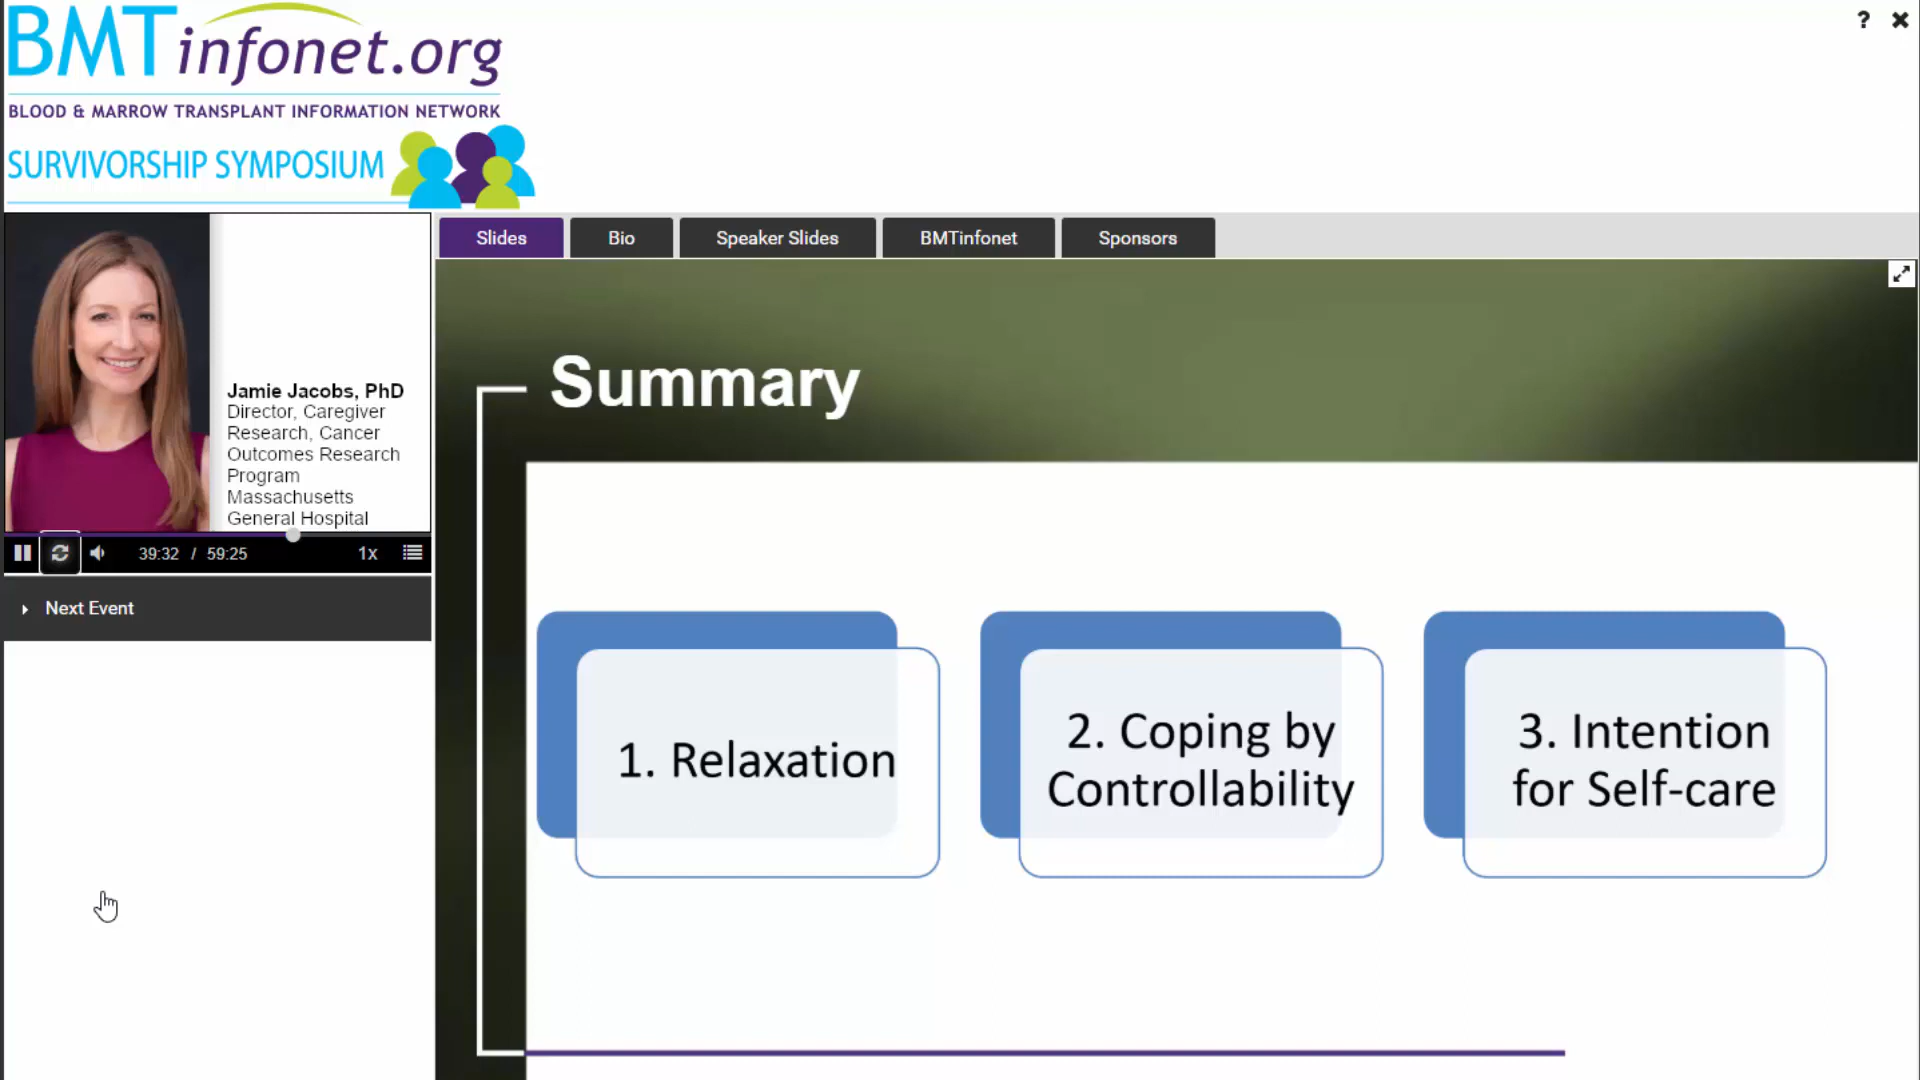 BMTinfonet.org
BLOOD & MARROW TRANSPLANT INFORMATION NETWORK
SURVIVORSHIP SYMPOSIUM
? ✖
Slides
Bio
Speaker Slides
BMTinfonet
Sponsors
Jamie Jacobs, PhD
Director, Caregiver
Research, Cancer
Outcomes Research
Program
Massachusetts
General Hospital
39:32 / 59:25
1x
Next Event
Summary
1. Relaxation
2. Coping by
Controllability
3. Intention
for Self-care